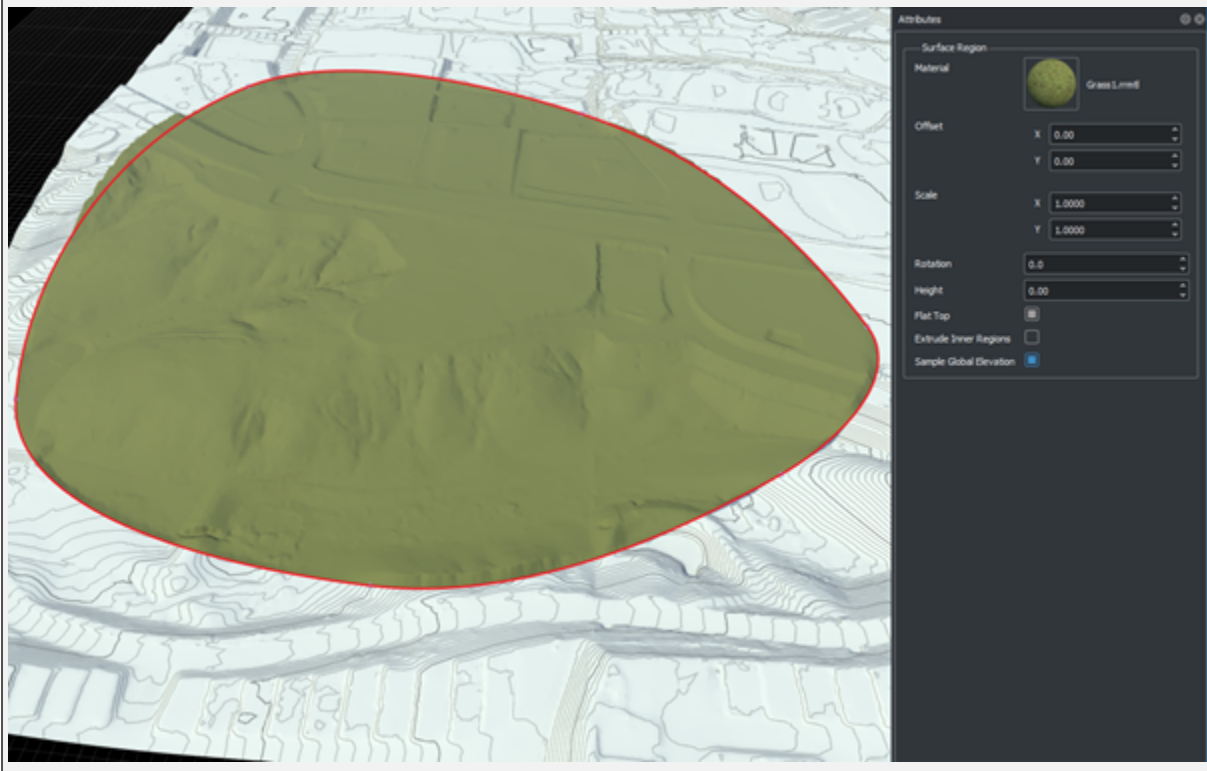 Attributes
Surface Region
Material
Grass1.rrmtl
Offset
X 0.00
Y 0.00
Scale
X 1.0000
Y 1.0000
Rotation 0.0
Height 0.00
Flat Top
Extrude Inner Regions
Sample Global Elevation